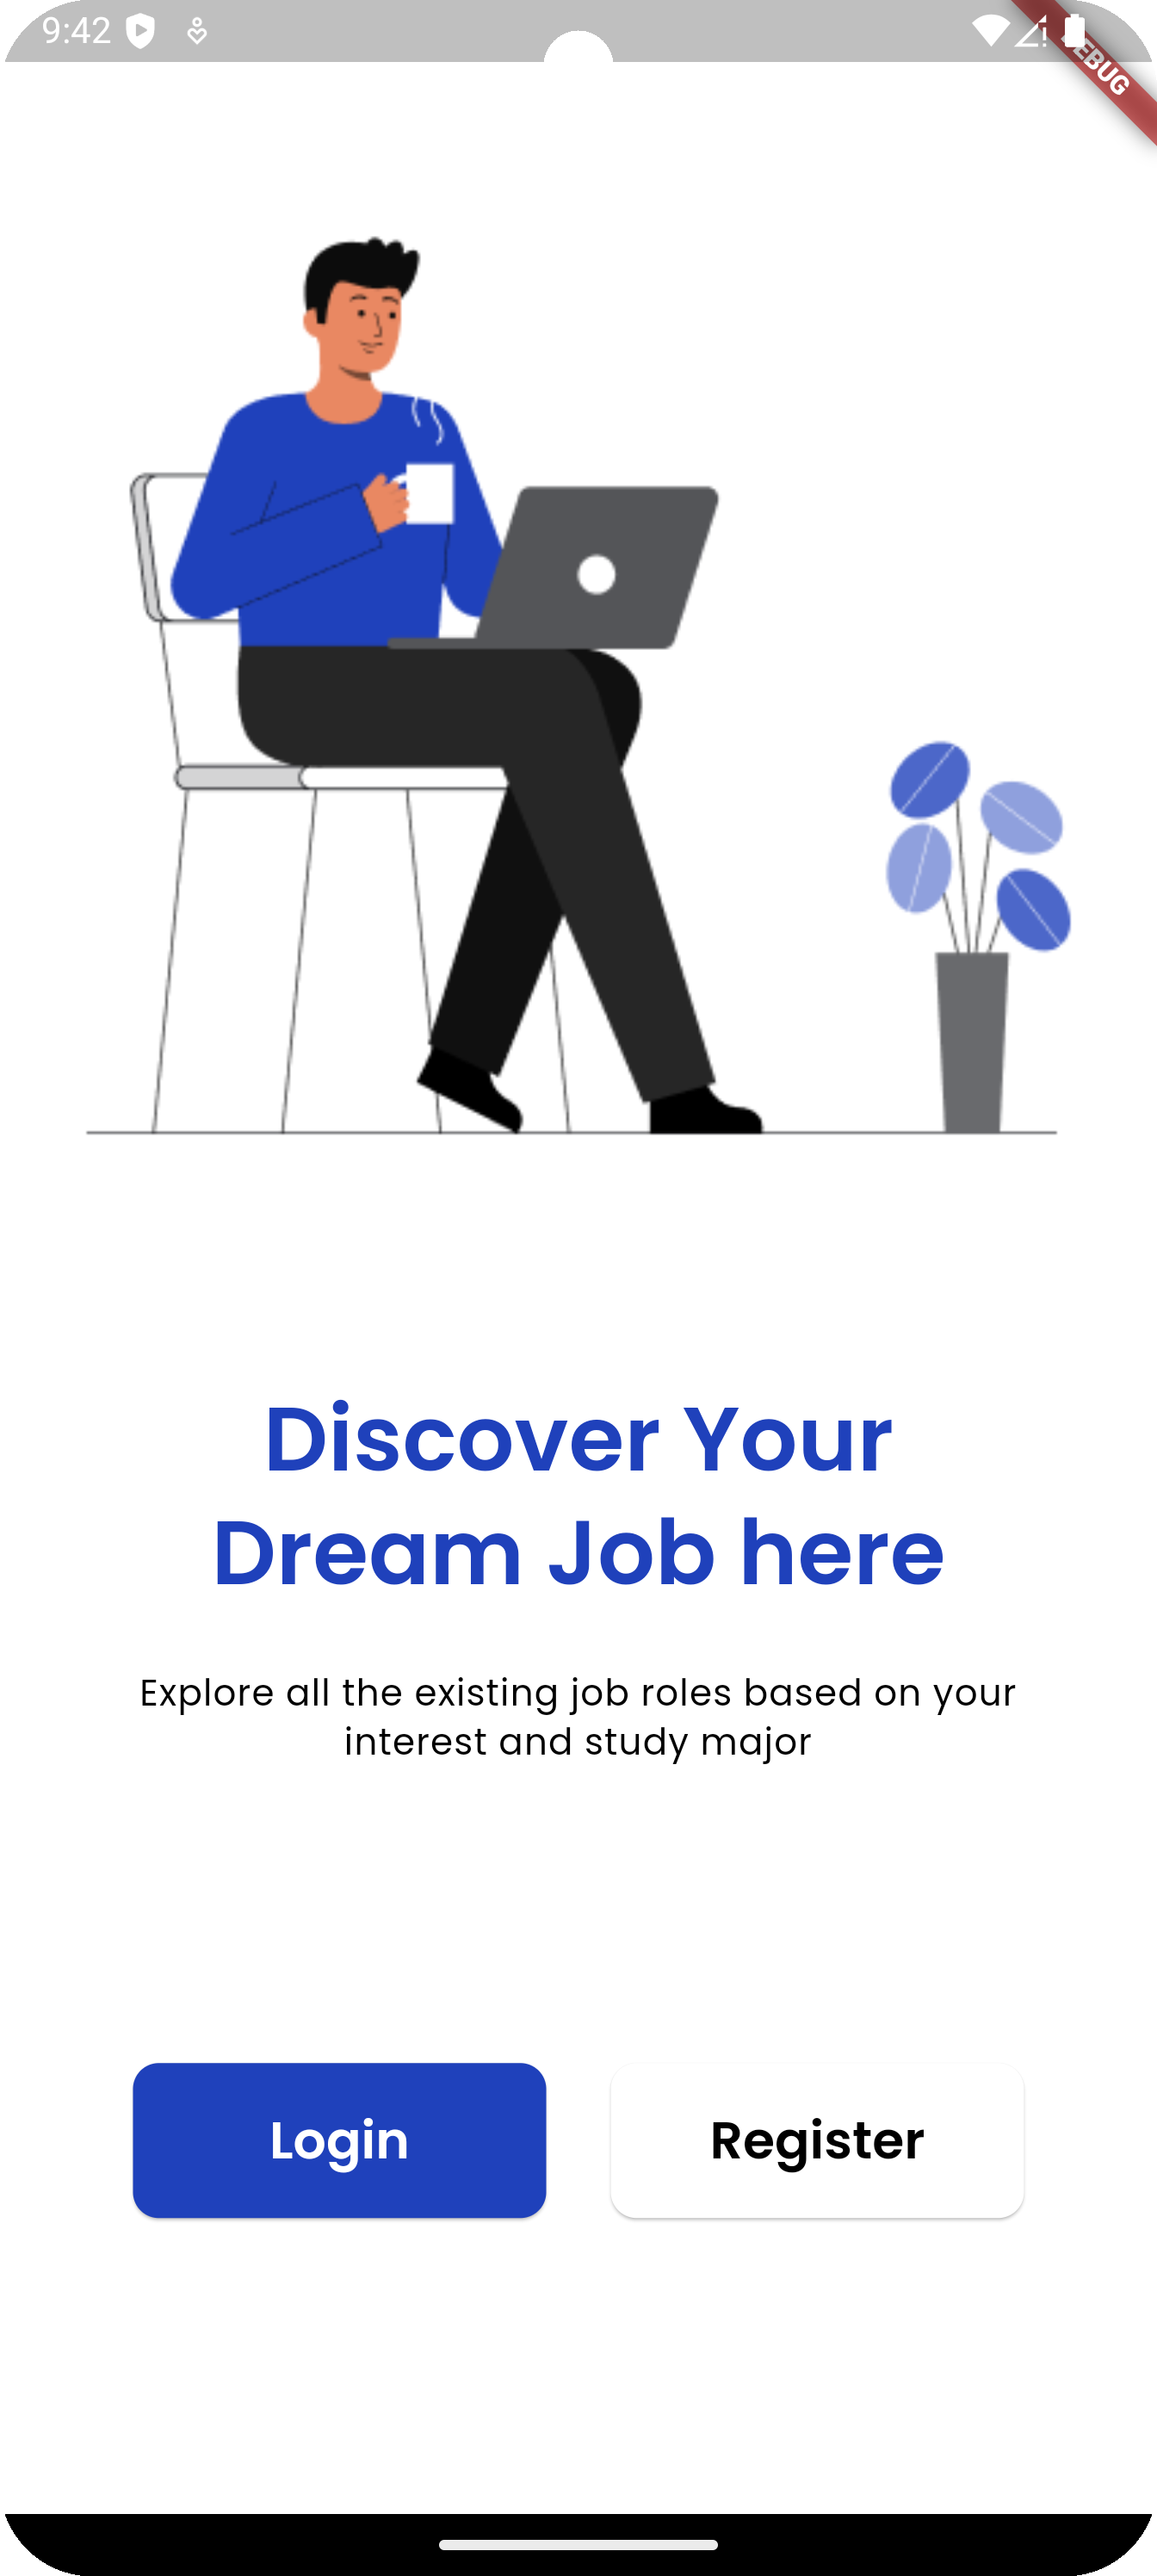 9:42
DEBUG
Discover Your
Dream Job here
Explore all the existing job roles based on your
interest and study major
Login
Register